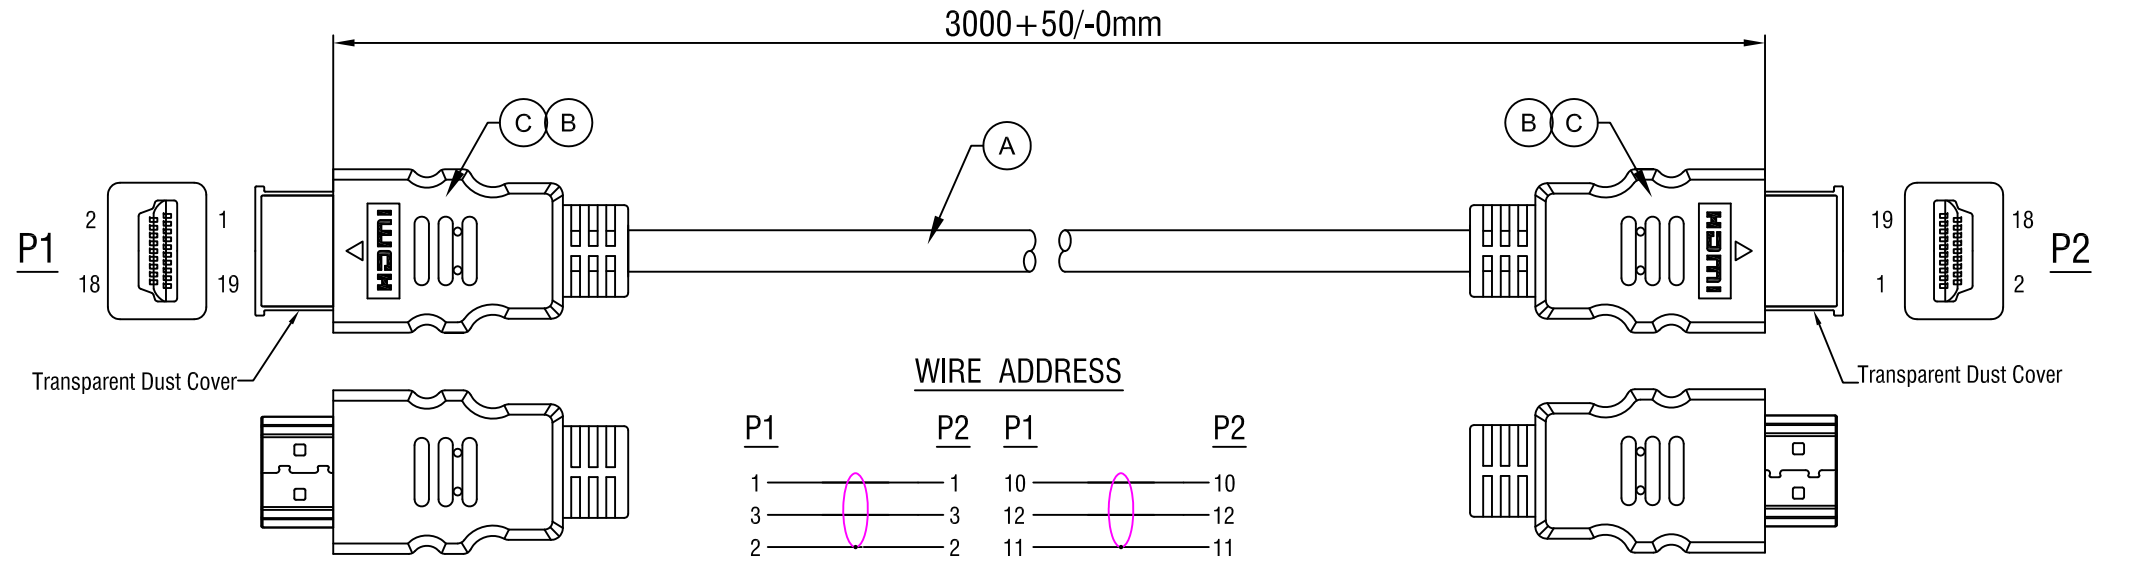 3000+50/-0mm
C B
A
B C
P1
2
1
18
19
HDMI
HDMI
19
18
1
2
P2
Transparent Dust Cover
Transparent Dust Cover
WIRE ADDRESS
P1 P2 P1 P2
1 1 10 10
3 3 12 12
2 2 11 11